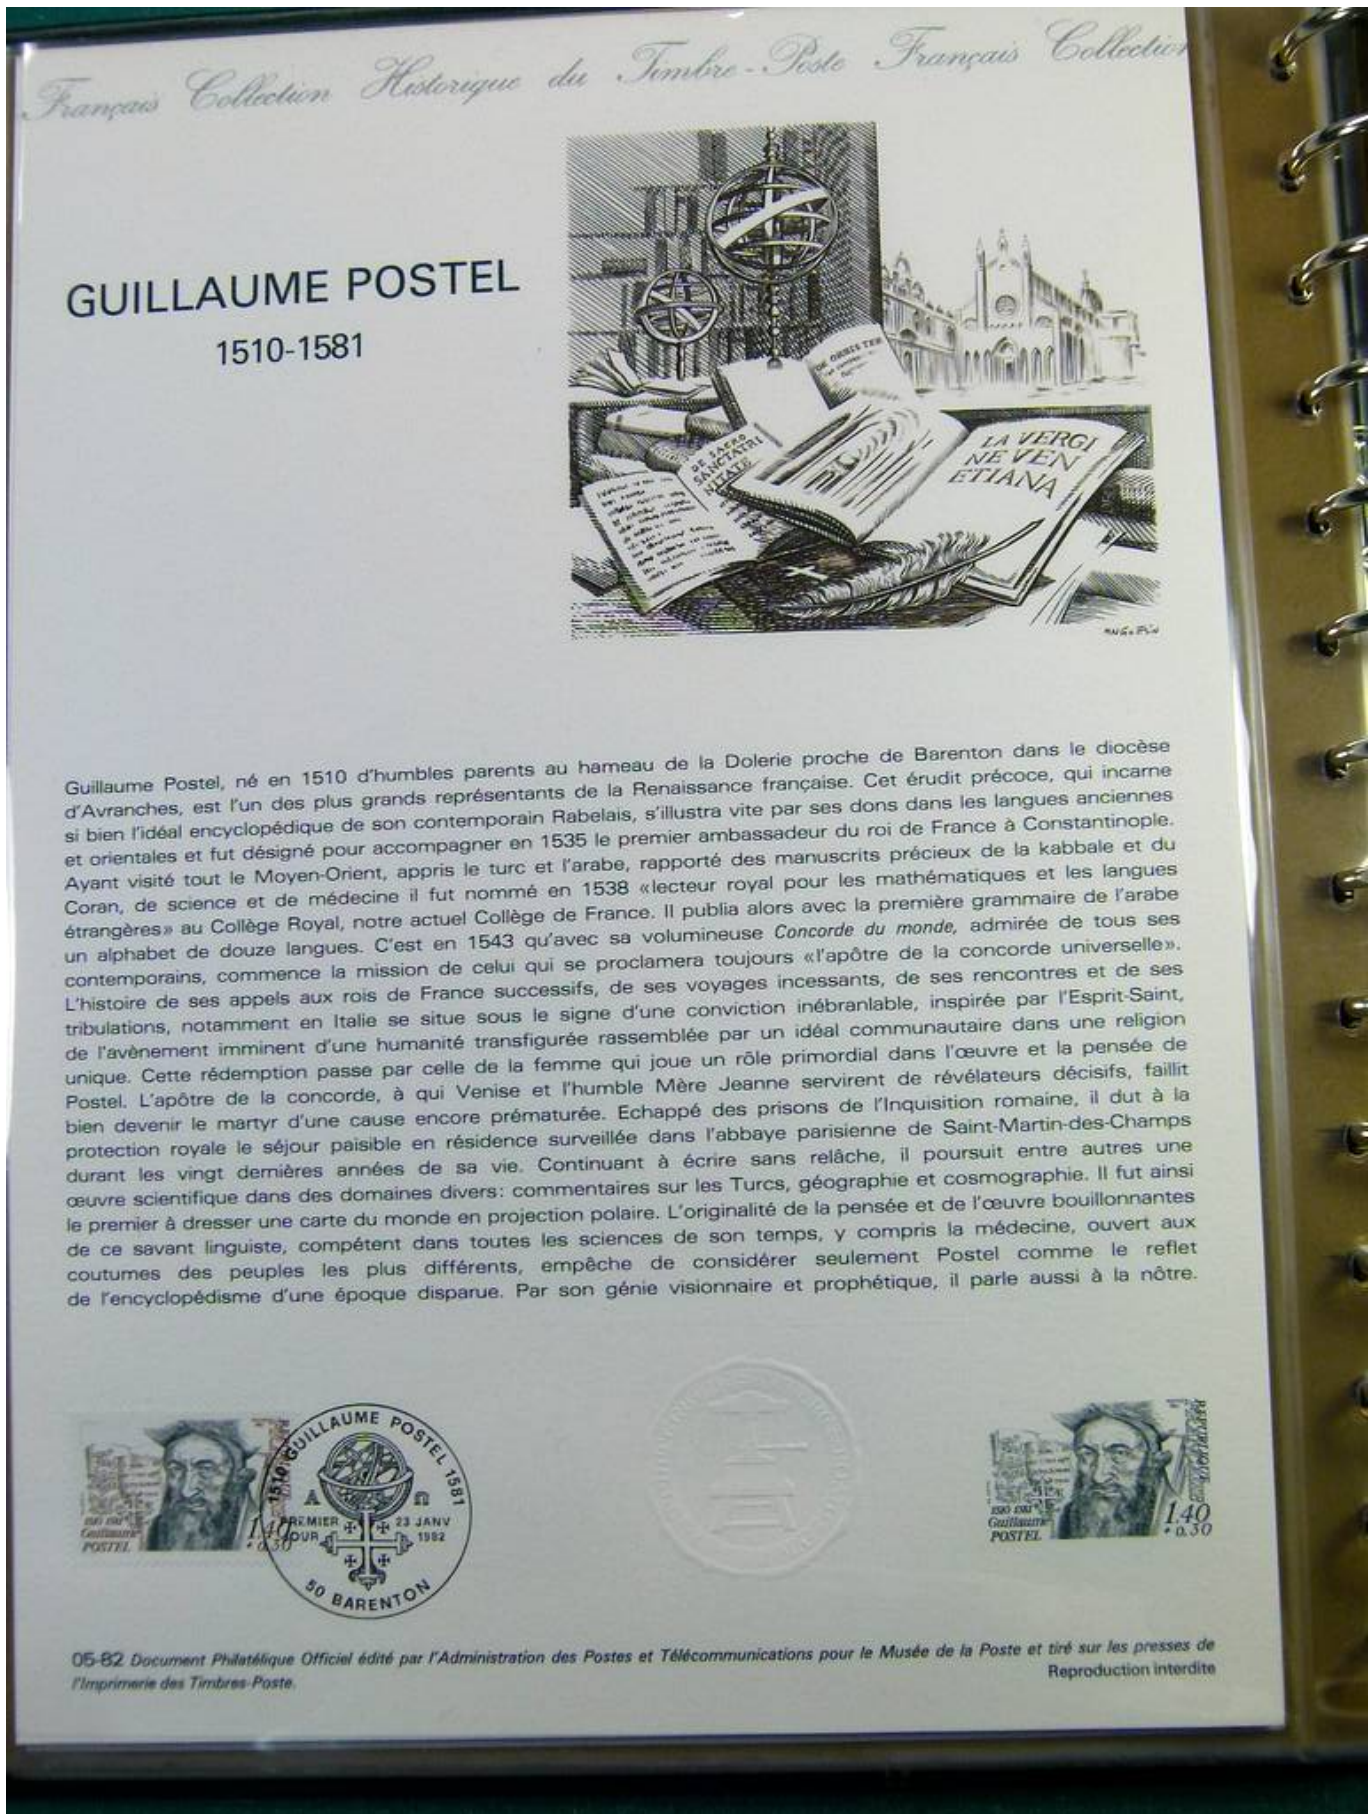 Français Collection Historique du Timbre-Poste Français Collection
GUILLAUME POSTEL
1510-1581
DE ORBIS TER
DE SACRO
SANCTATRI
NITATE
LA VERGI
NE VEN
ETIANA
Guillaume Postel, né en 1510 d'humbles parents au hameau de la Dolerie proche de Barenton dans le diocèse
d'Avranches, est l'un des plus grands représentants de la Renaissance française. Cet érudit précoce, qui incarne
si bien l'idéal encyclopédique de son contemporain Rabelais, s'illustra vite par ses dons dans les langues anciennes
et orientales et fut désigné pour accompagner en 1535 le premier ambassadeur du roi de France à Constantinople.
Ayant visité tout le Moyen-Orient, appris le turc et l'arabe, rapporté des manuscrits précieux de la kabbale et du
Coran, de science et de médecine il fut nommé en 1538 «lecteur royal pour les mathématiques et les langues
étrangères» au Collège Royal, notre actuel Collège de France. Il publia alors avec la première grammaire de l'arabe
un alphabet de douze langues. C'est en 1543 qu'avec sa volumineuse Concorde du monde, admirée de tous ses
contemporains, commence la mission de celui qui se proclamera toujours «l'apôtre de la concorde universelle».
L'histoire de ses appels aux rois de France successifs, de ses voyages incessants, de ses rencontres et de ses
tribulations, notamment en Italie se situe sous le signe d'une conviction inébranlable, inspirée par l'Esprit-Saint,
de l'avènement imminent d'une humanité transfigurée rassemblée par un idéal communautaire dans une religion
unique. Cette rédemption passe par celle de la femme qui joue un rôle primordial dans l'œuvre et la pensée de
Postel. L'apôtre de la concorde, à qui Venise et l'humble Mère Jeanne servirent de révélateurs décisifs, faillit
bien devenir le martyr d'une cause encore prématurée. Echappé des prisons de l'Inquisition romaine, il dut à la
protection royale le séjour paisible en résidence surveillée dans l'abbaye parisienne de Saint-Martin-des-Champs
durant les vingt dernières années de sa vie. Continuant à écrire sans relâche, il poursuit entre autres une
œuvre scientifique dans des domaines divers: commentaires sur les Turcs, géographie et cosmographie. Il fut ainsi
le premier à dresser une carte du monde en projection polaire. L'originalité de la pensée et de l'œuvre bouillonnantes
de ce savant linguiste, compétent dans toutes les sciences de son temps, y compris la médecine, ouvert aux
coutumes des peuples les plus différents, empêche de considérer seulement Postel comme le reflet
de l'encyclopédisme d'une époque disparue. Par son génie visionnaire et prophétique, il parle aussi à la nôtre.
1510 1581
Guillaume
POSTEL
1.40
+ 0.30
1510 GUILLAUME POSTEL 1581
A Ω
PREMIER 23 JANV
JOUR 1982
50 BARENTON
1510 1581
Guillaume
POSTEL
1.40
+ 0.30
05-82 Document Philatélique Officiel édité par l'Administration des Postes et Télécommunications pour le Musée de la Poste et tiré sur les presses de
l'Imprimerie des Timbres-Poste.
Reproduction interdite